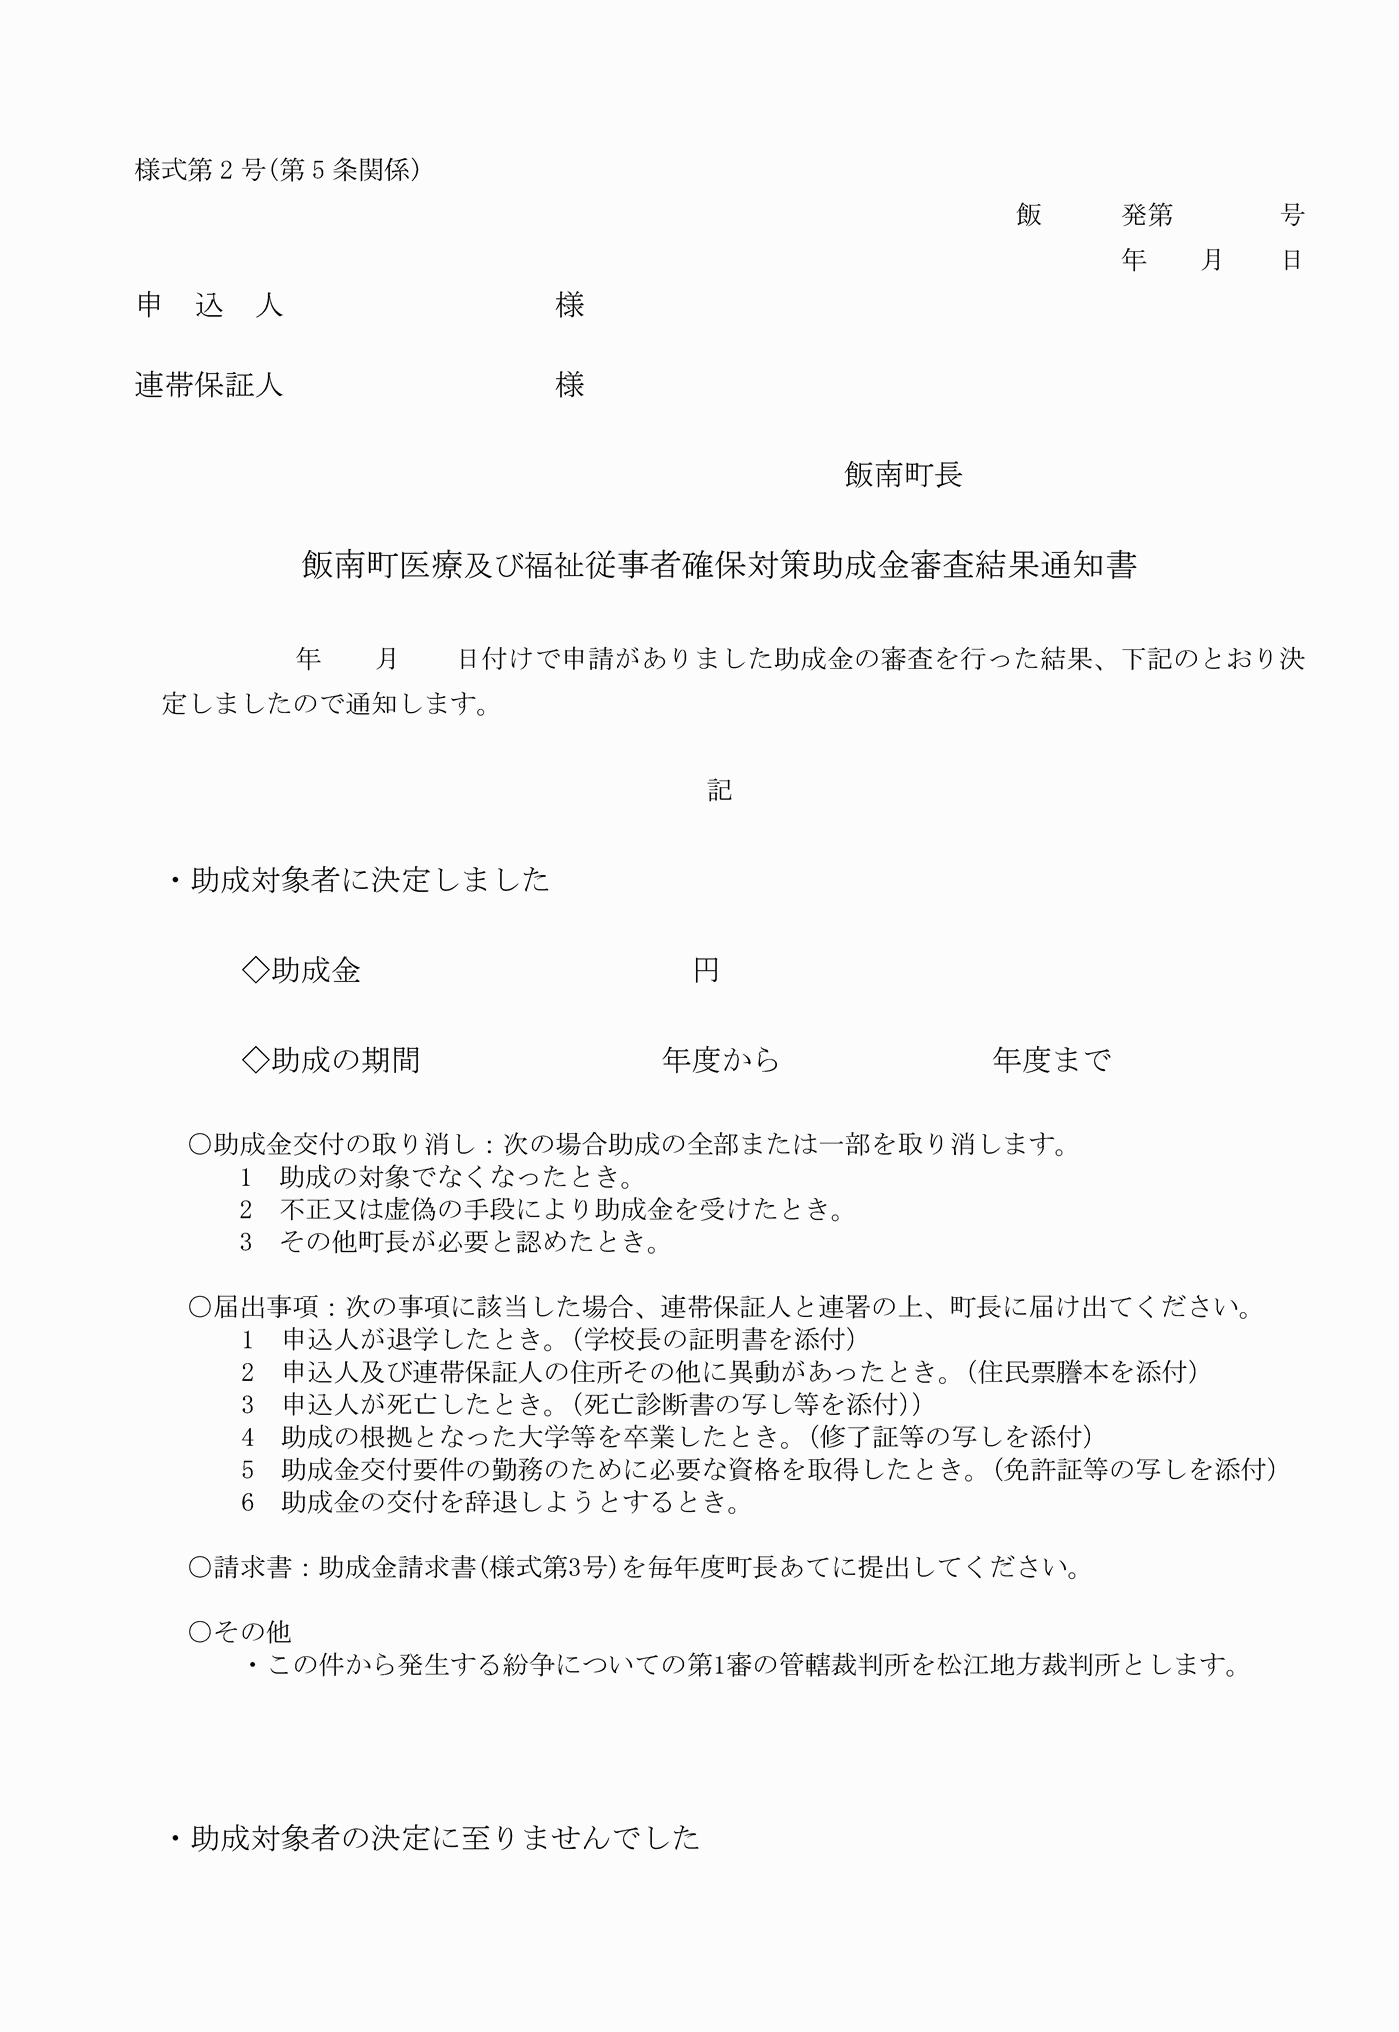 様式第２号（第５条関係）
飯　　　発第　　　　号
年　　月　　日
申　込　人　　　　　　　　　様
連帯保証人　　　　　　　　　様
飯南町長
飯南町医療及び福祉従事者確保対策助成金審査結果通知書
年　　月　　日付けで申請がありました助成金の審査を行った結果、下記のとおり決
定しましたので通知します。
記
・助成対象者に決定しました
◇助成金　　　　　　　　　　　円
◇助成の期間　　　　　　　　年度から　　　　　　　年度まで
○助成金交付の取り消し：次の場合助成の全部または一部を取り消します。
1　助成の対象でなくなったとき。
2　不正又は虚偽の手段により助成金を受けたとき。
3　その他町長が必要と認めたとき。
○届出事項：次の事項に該当した場合、連帯保証人と連署の上、町長に届け出てください。
1　申込人が退学したとき。（学校長の証明書を添付）
2　申込人及び連帯保証人の住所その他に異動があったとき。（住民票謄本を添付）
3　申込人が死亡したとき。（死亡診断書の写し等を添付））
4　助成の根拠となった大学等を卒業したとき。（修了証等の写しを添付）
5　助成金交付要件の勤務のために必要な資格を取得したとき。（免許証等の写しを添付）
6　助成金の交付を辞退しようとするとき。
○請求書：助成金請求書(様式第3号)を毎年度町長あてに提出してください。
○その他
・この件から発生する紛争についての第1審の管轄裁判所を松江地方裁判所とします。
・助成対象者の決定に至りませんでした